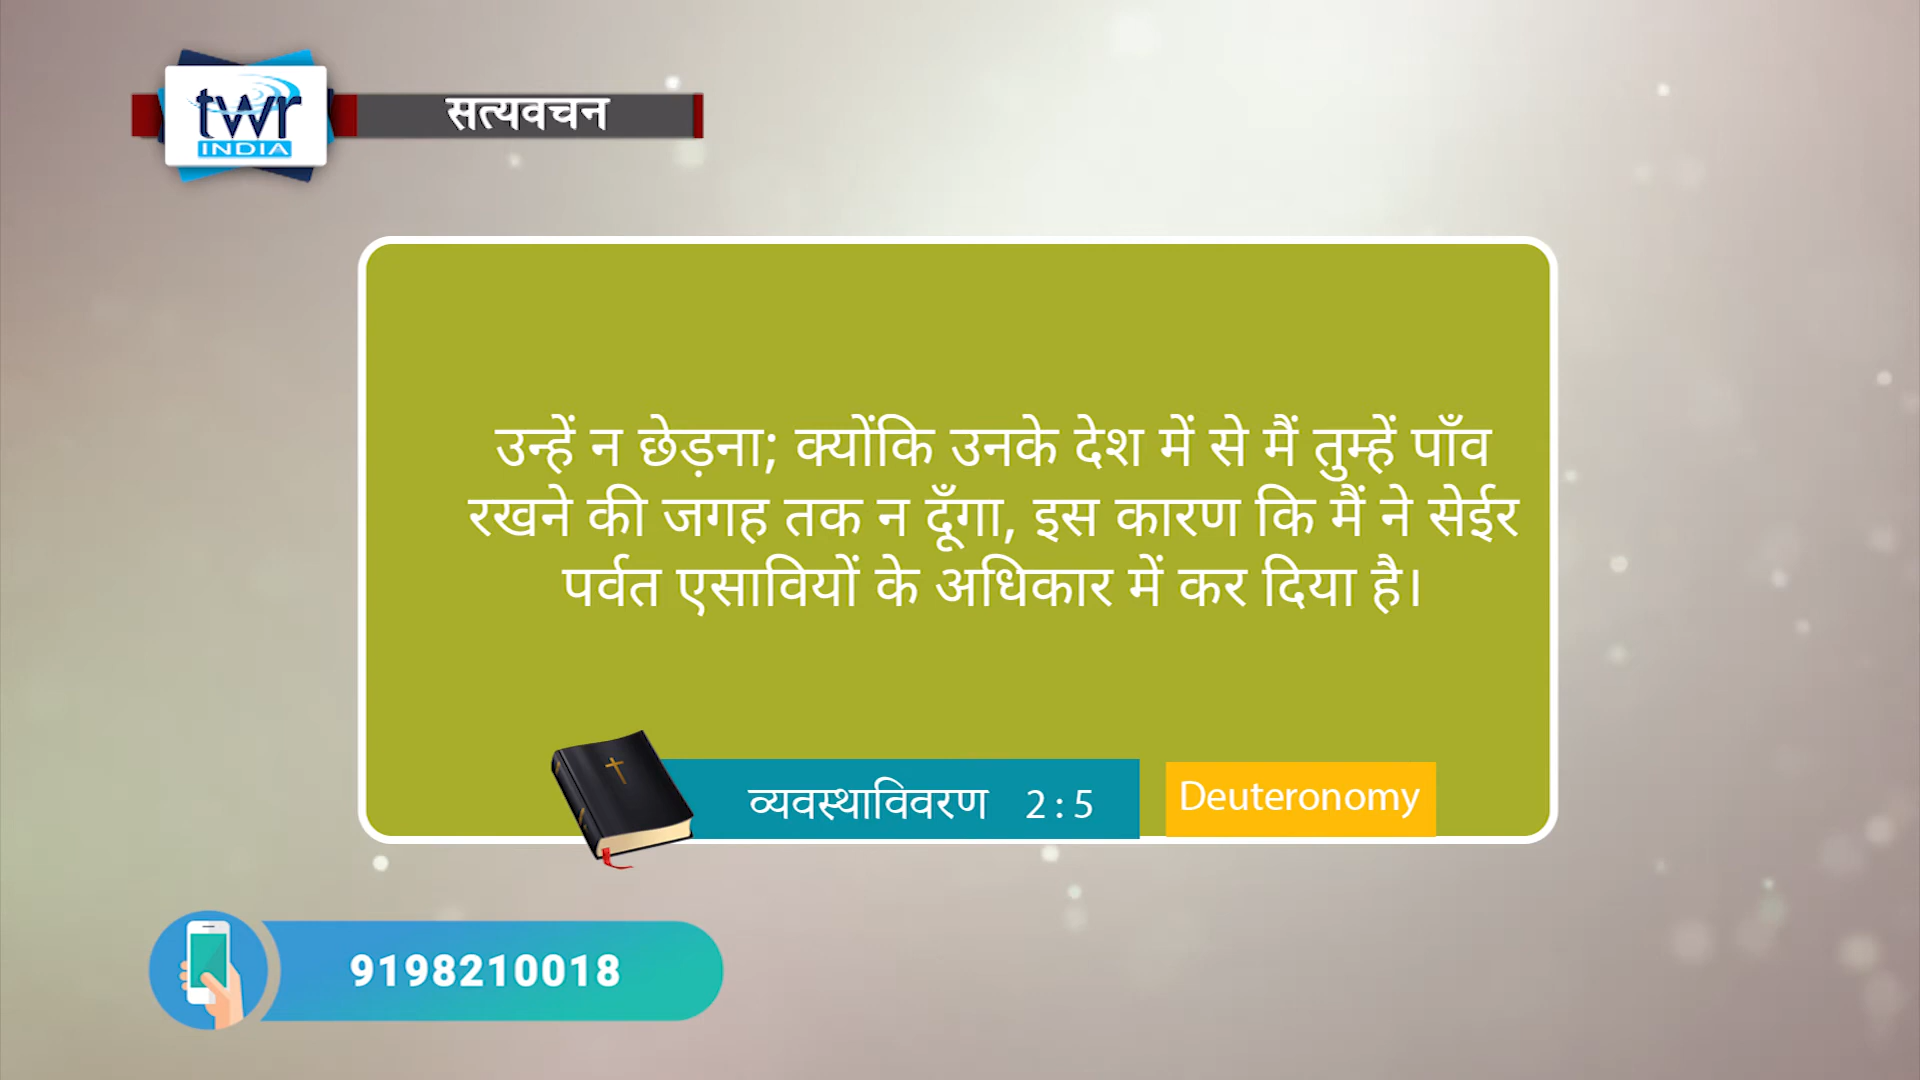 twr
INDIA
सत्यवचन
उन्हें न छेड़ना; क्योंकि उनके देश में से मैं तुम्हें पाँव
रखने की जगह तक न दूँगा, इस कारण कि मैं ने सेईर
पर्वत एसावियों के अधिकार में कर दिया है।
व्यवस्थाविवरण 2 : 5
Deuteronomy
9198210018